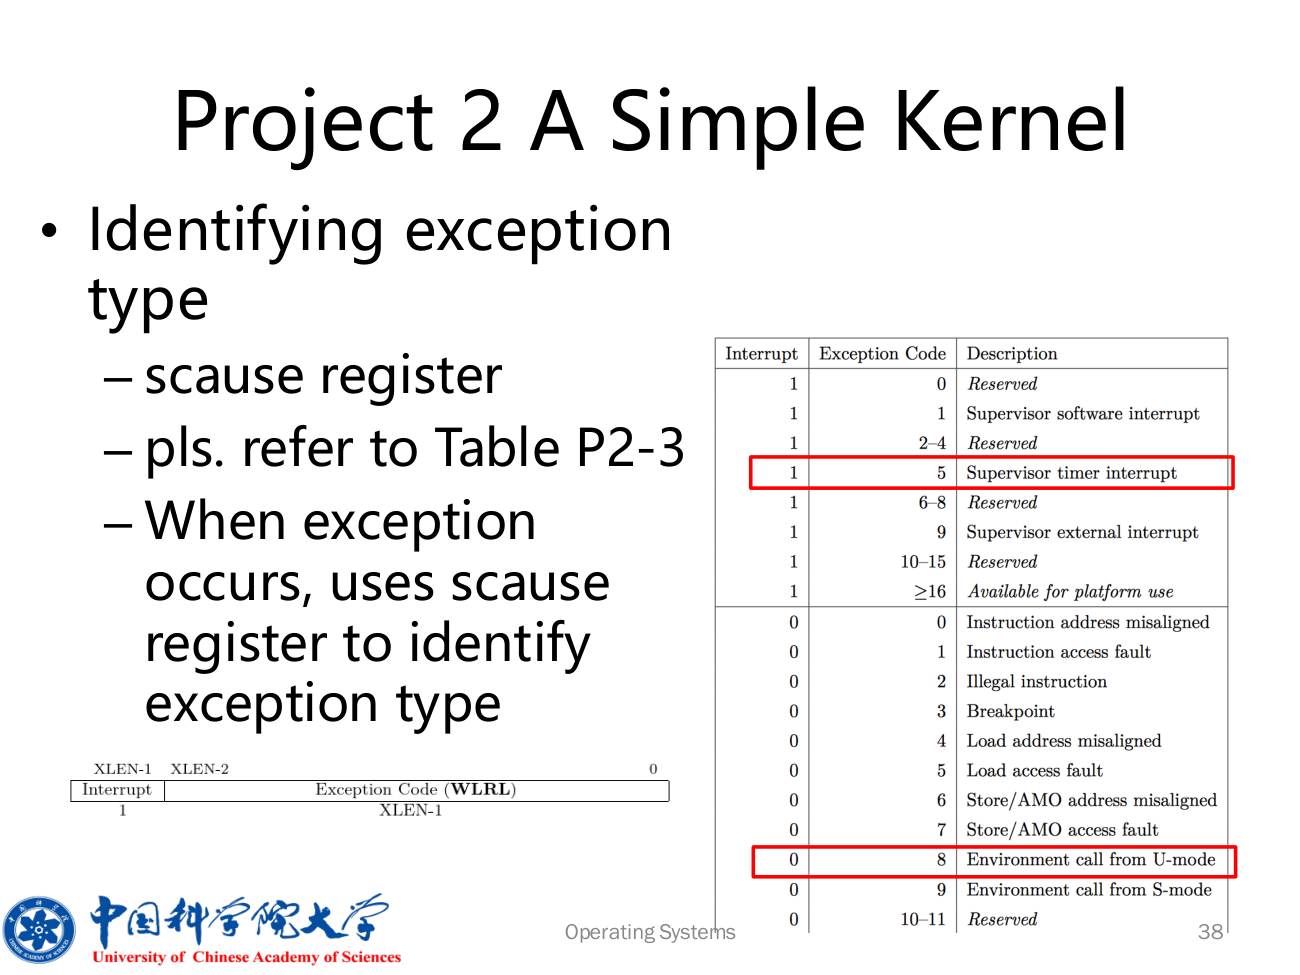 Project 2 A Simple Kernel
• Identifying exception
type
– scause register
– pls. refer to Table P2-3
– When exception
occurs, uses scause
register to identify
exception type
XLEN-1 XLEN-2 0
Interrupt Exception Code (WLRL)
1 XLEN-1
Interrupt Exception Code Description
1 0 Reserved
1 1 Supervisor software interrupt
1 2–4 Reserved
1 5 Supervisor timer interrupt
1 6–8 Reserved
1 9 Supervisor external interrupt
1 10–15 Reserved
1 ≥16 Available for platform use
0 0 Instruction address misaligned
0 1 Instruction access fault
0 2 Illegal instruction
0 3 Breakpoint
0 4 Load address misaligned
0 5 Load access fault
0 6 Store/AMO address misaligned
0 7 Store/AMO access fault
0 8 Environment call from U-mode
0 9 Environment call from S-mode
0 10–11 Reserved
中国科学院大学
University of Chinese Academy of Sciences
Operating Systems
38